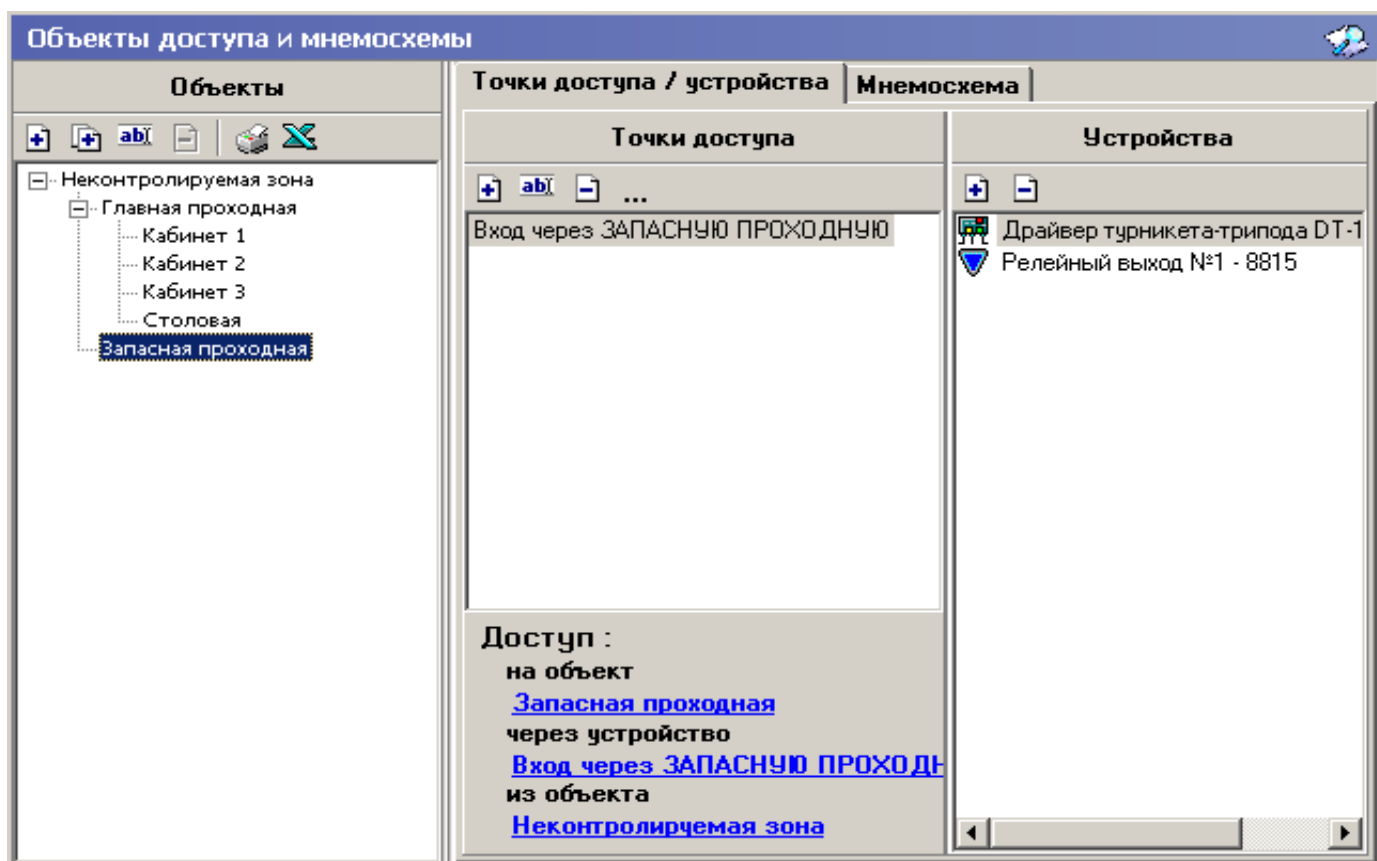 Объекты доступа и мнемосхемы
Объекты
Неконтролируемая зона
Главная проходная
Кабинет 1
Кабинет 2
Кабинет 3
Столовая
Запасная проходная
Точки доступа / устройства
Мнемосхема
Точки доступа
...
Вход через ЗАПАСНУЮ ПРОХОДНУЮ
Доступ :
на объект
Запасная проходная
через устройство
Вход через ЗАПАСНУЮ ПРОХОДН
из объекта
Неконтролируемая зона
Устройства
Драйвер турникета-трипода DT-1
Релейный выход №1 - 8815